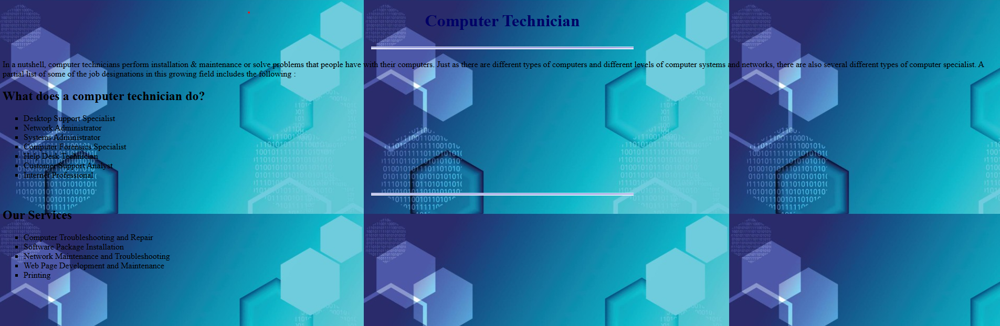 Computer Technician
In a nutshell, computer technicians perform installation & maintenance or solve problems that people have with their computers. Just as there are different types of computers and different levels of computer systems and networks, there are also several different types of computer specialist. A
partial list of some of the job designations in this growing field includes the following :
What does a computer technician do?
Desktop Support Specialist
Network Administrator
Systems Administrator
Computer Forensics Specialist
Help Desk Technician
Customer Support Analyst
Internet Professional
Our Services
Computer Troubleshooting and Repair
Software Package Installation
Network Maintenance and Troubleshooting
Web Page Development and Maintenance
Printing